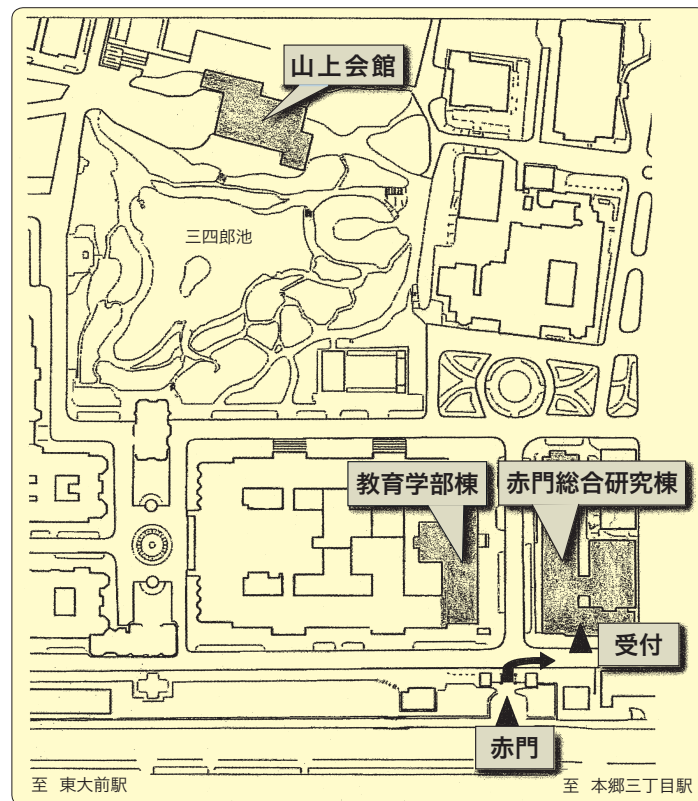 山上会館
三四郎池
教育学部棟
赤門総合研究棟
受付
赤門
至 東大前駅
至 本郷三丁目駅